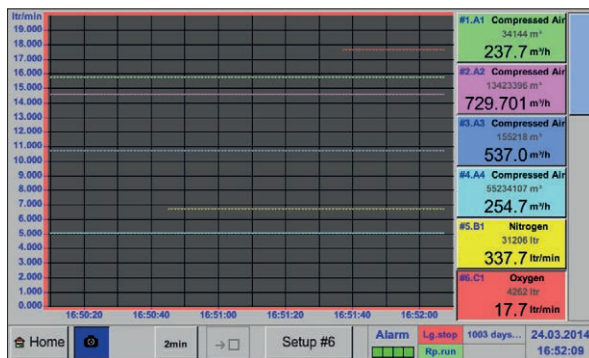 ltr/min
19.000
18.000
17.000
16.000
15.000
14.000
13.000
12.000
11.000
10.000
9.000
8.000
7.000
6.000
5.000
4.000
3.000
2.000
1.000
0.000
16:50:20 16:50:40 16:51:00 16:51:20 16:51:40 16:52:00
#1.A1 Compressed Air
34144 m³
237.7 m³/h
#2.A2 Compressed Air
13423396 m³
729.701 m³/h
#3.A3 Compressed Air
155218 m³
537.0 m³/h
#4.A4 Compressed Air
55234107 m³
254.7 m³/h
#5.B1 Nitrogen
31206 ltr
337.7 ltr/min
#6.C1 Oxygen
4262 ltr
17.7 ltr/min
Home 2min Setup #6 Alarm Lg.stop 1003 days... 24.03.2014
Rp.run 16:52:09